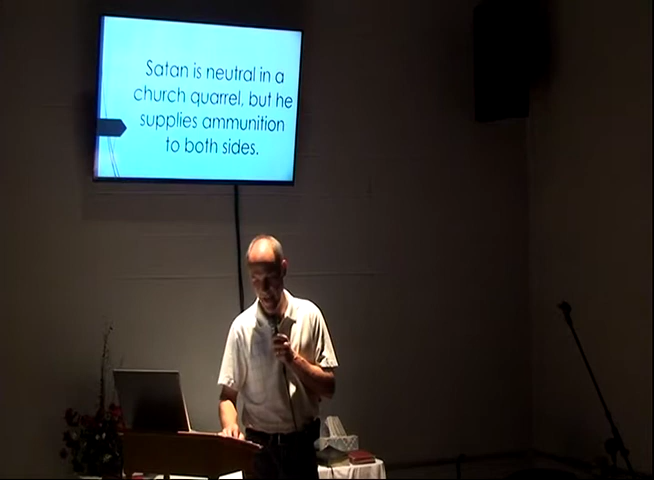 Satan is neutral in a
church quarrel, but he
supplies ammunition
to both sides.